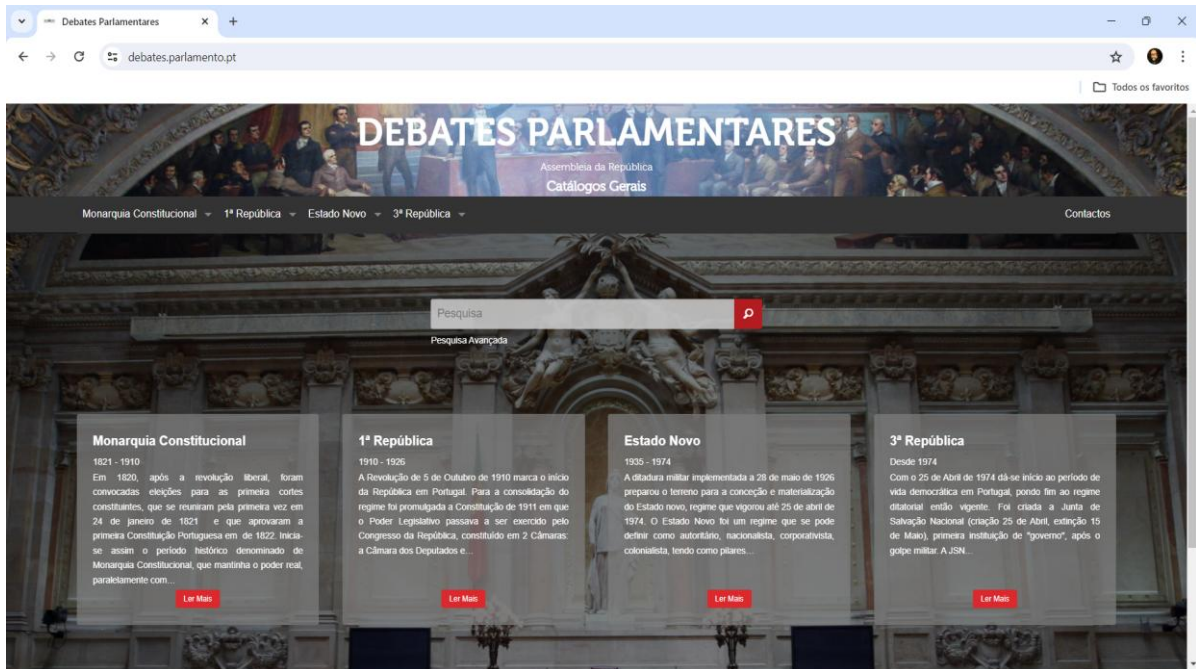 Debates Parlamentares
debates.parlamento.pt
Todos os favoritos
DEBATES PARLAMENTARES
Assembleia da República
Catálogos Gerais
Monarquia Constitucional
1ª República
Estado Novo
3ª República
Contactos
Pesquisa
Pesquisa Avançada
Monarquia Constitucional
1821 - 1910
Em 1820, após a revolução liberal, foram
convocadas eleições para as primeira cortes
constituintes, que se reuniram pela primeira vez em
24 de janeiro de 1821 e que aprovaram a
primeira Constituição Portuguesa em de 1822. Inicia-
se assim o período histórico denominado de
Monarquia Constitucional, que mantinha o poder real,
paralelamente com...
Ler Mais
1ª República
1910 - 1926
A Revolução de 5 de Outubro de 1910 marca o início
da República em Portugal. Para a consolidação do
regime foi promulgada a Constituição de 1911 em que
o Poder Legislativo passava a ser exercido pelo
Congresso da República, constituído em 2 Câmaras:
a Câmara dos Deputados e...
Ler Mais
Estado Novo
1935 - 1974
A ditadura militar implementada a 28 de maio de 1926
preparou o terreno para a conceção e materialização
do Estado novo, regime que vigorou até 25 de abril de
1974. O Estado Novo foi um regime que se pode
definir como autoritário, nacionalista, corporativista,
colonialista, tendo como pilares...
Ler Mais
3ª República
Desde 1974
Com o 25 de Abril de 1974 dá-se início ao período de
vida democrática em Portugal, pondo fim ao regime
ditatorial então vigente. Foi criada a Junta de
Salvação Nacional (criação 25 de Abril, extinção 15
de Maio), primeira instituição de "governo", após o
golpe militar. A JSN...
Ler Mais